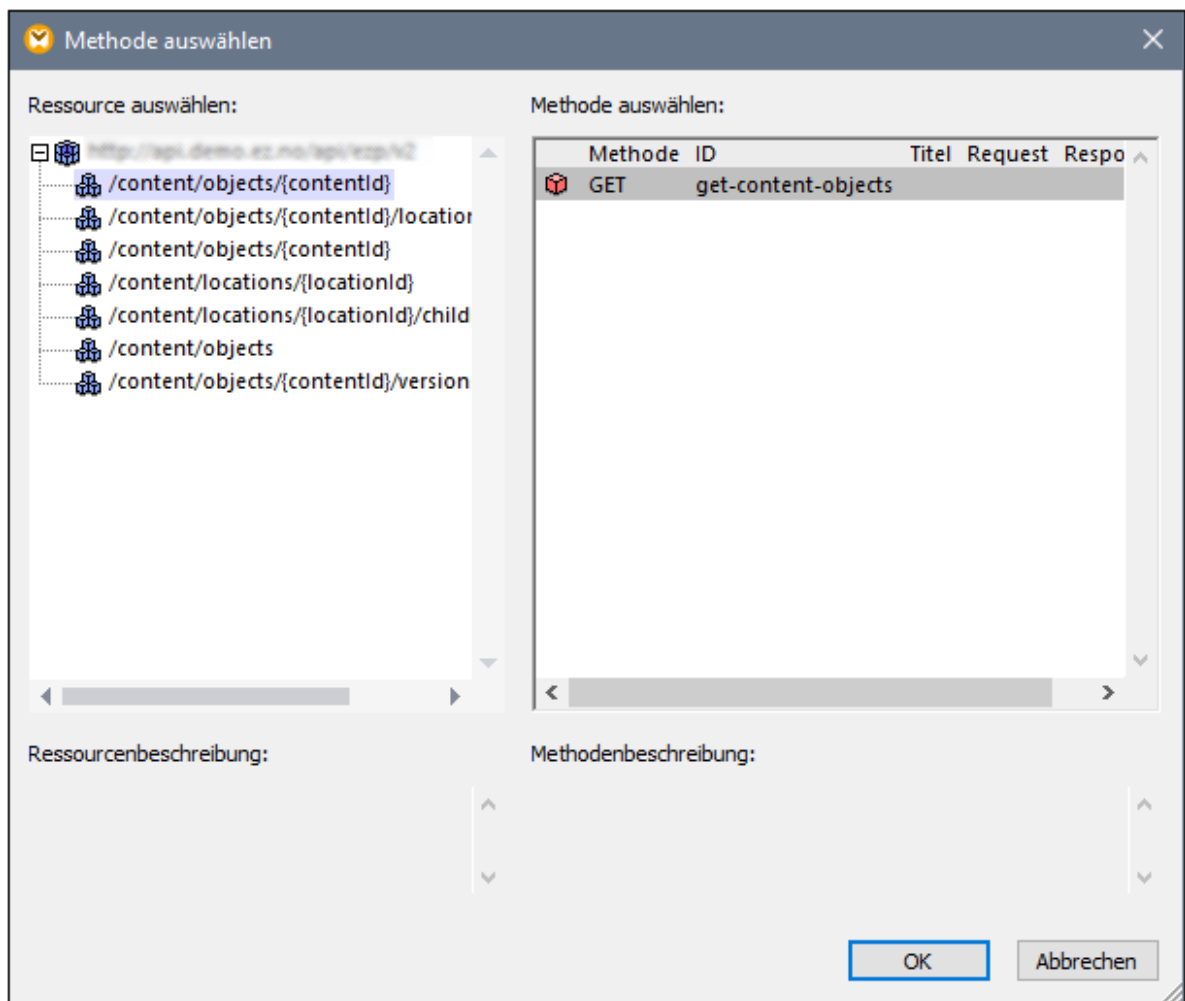 Methode auswählen
Ressource auswählen:
/content/objects/{contentId}
/content/objects/{contentId}/location
/content/objects/{contentId}
/content/locations/{locationId}
/content/locations/{locationId}/child
/content/objects
/content/objects/{contentId}/version
Methode auswählen:
Methode ID Titel Request Respo
GET get-content-objects
Ressourcenbeschreibung:
Methodenbeschreibung:
OK
Abbrechen